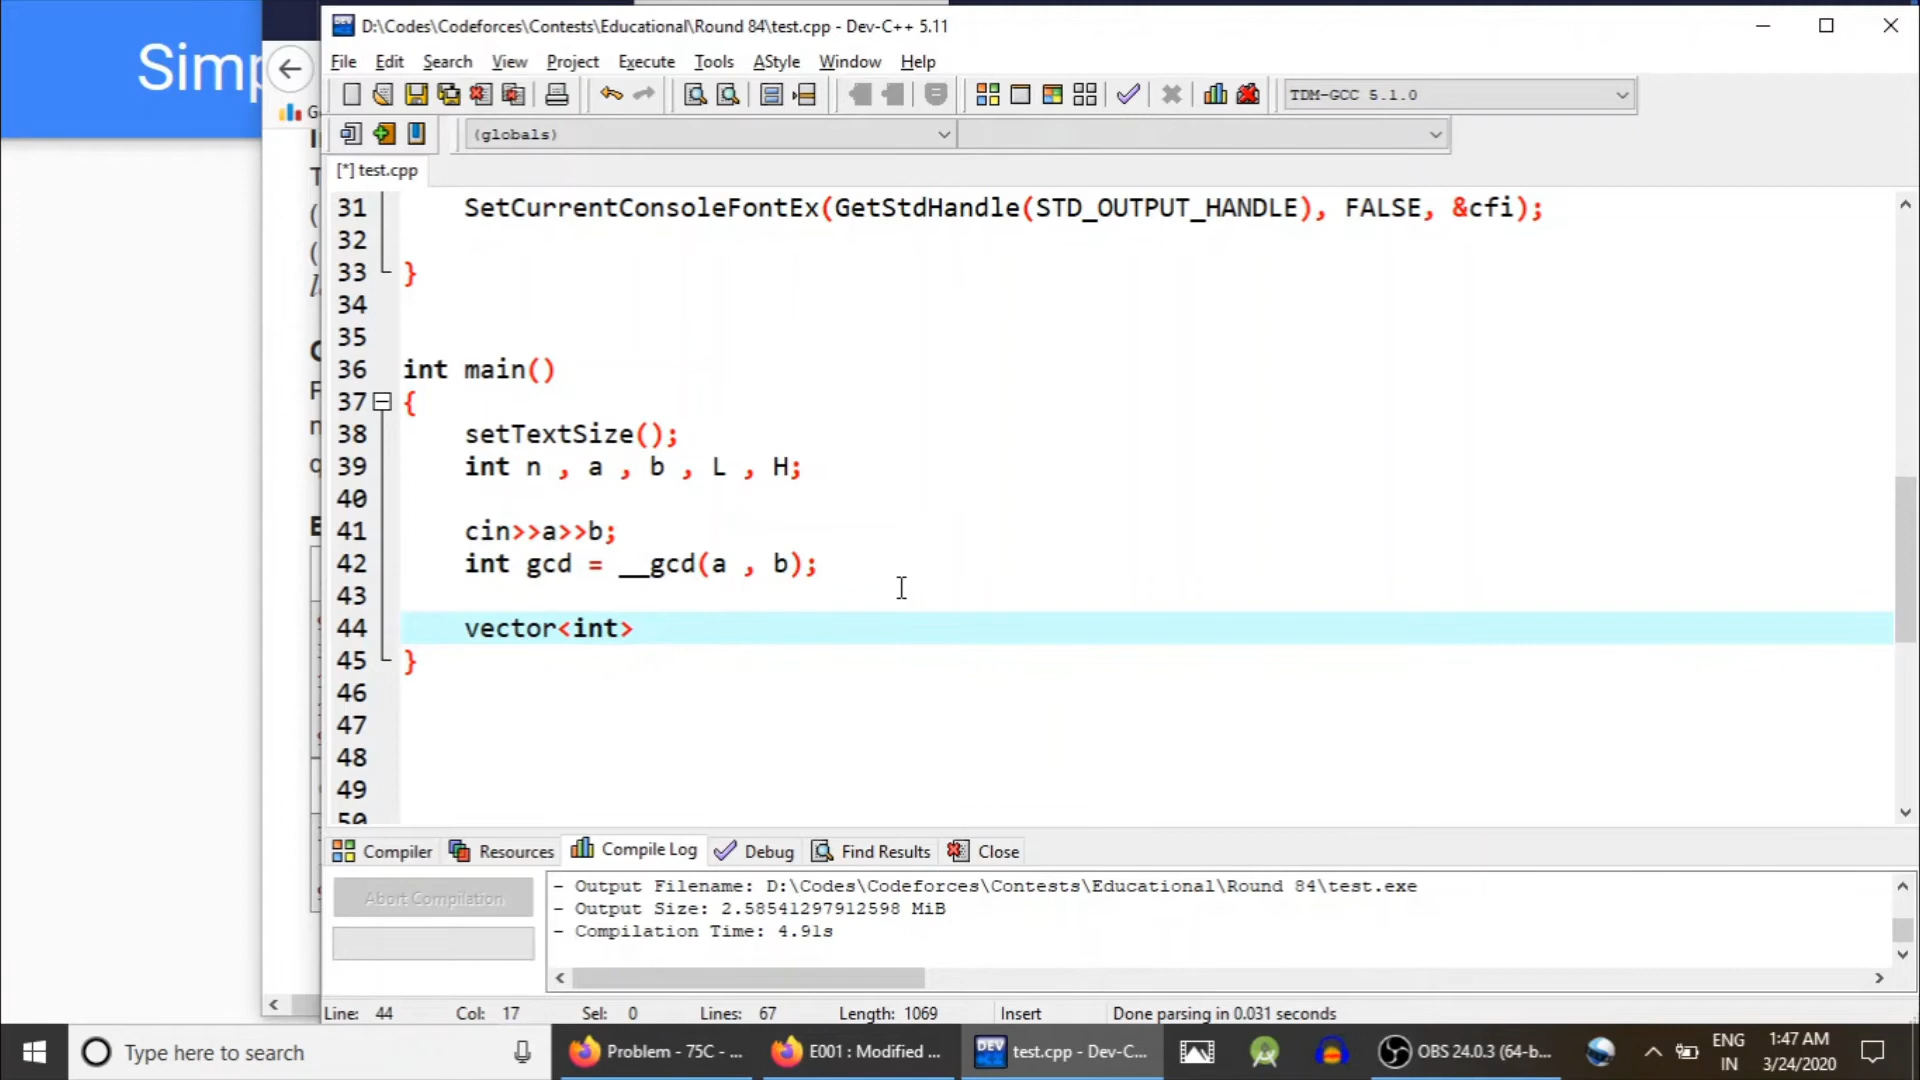 Simp
D:\Codes\Codeforces\Contests\Educational\Round 84\test.cpp - Dev-C++ 5.11
File Edit Search View Project Execute Tools AStyle Window Help
TDM-GCC 5.1.0
(globals)
[*] test.cpp
31 SetCurrentConsoleFontEx(GetStdHandle(STD_OUTPUT_HANDLE), FALSE, &cfi);
32
33 }
34
35
36 int main()
37 {
38 setTextSize();
39 int n , a , b , L , H;
40
41 cin>>a>>b;
42 int gcd = __gcd(a , b);
43
44 vector<int>
45 }
46
47
48
49
50
Compiler Resources Compile Log Debug Find Results Close
Abort Compilation
- Output Filename: D:\Codes\Codeforces\Contests\Educational\Round 84\test.exe
- Output Size: 2.58541297912598 MiB
- Compilation Time: 4.91s
Line: 44 Col: 17 Sel: 0 Lines: 67 Length: 1069 Insert Done parsing in 0.031 seconds
Type here to search
Problem - 75C - ...
E001 : Modified ...
DEV
test.cpp - Dev-C...
OBS 24.0.3 (64-b...
ENG
IN
1:47 AM
3/24/2020